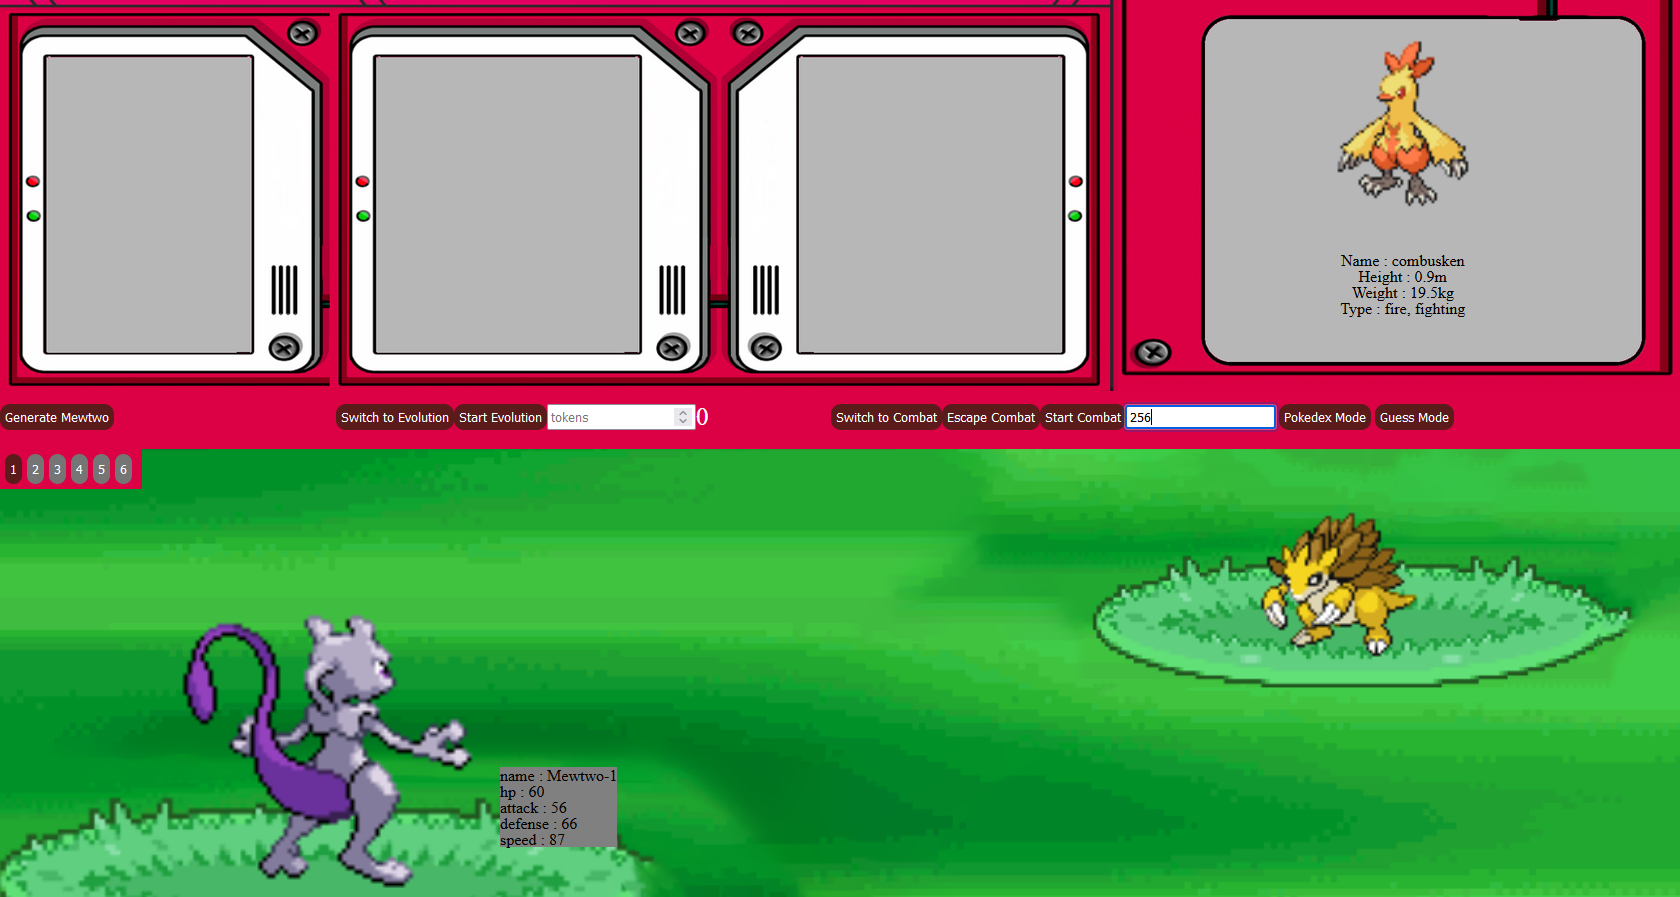 Name : combusken
Height : 0.9m
Weight : 19.5kg
Type : fire, fighting
Generate Mewtwo
Switch to Evolution Start Evolution tokens 0
Switch to Combat Escape Combat Start Combat 256 Pokedex Mode Guess Mode
1 2 3 4 5 6
name : Mewtwo-1
hp : 60
attack : 56
defense : 66
speed : 87